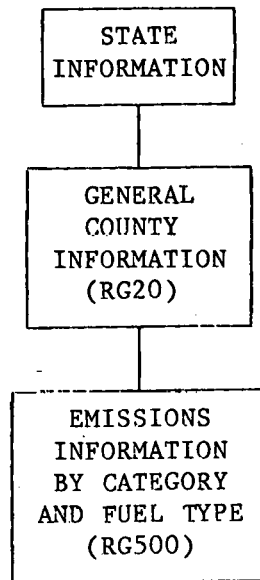 STATE
INFORMATION
GENERAL
COUNTY
INFORMATION
(RG20)
EMISSIONS
INFORMATION
BY CATEGORY
AND FUEL TYPE
(RG500)